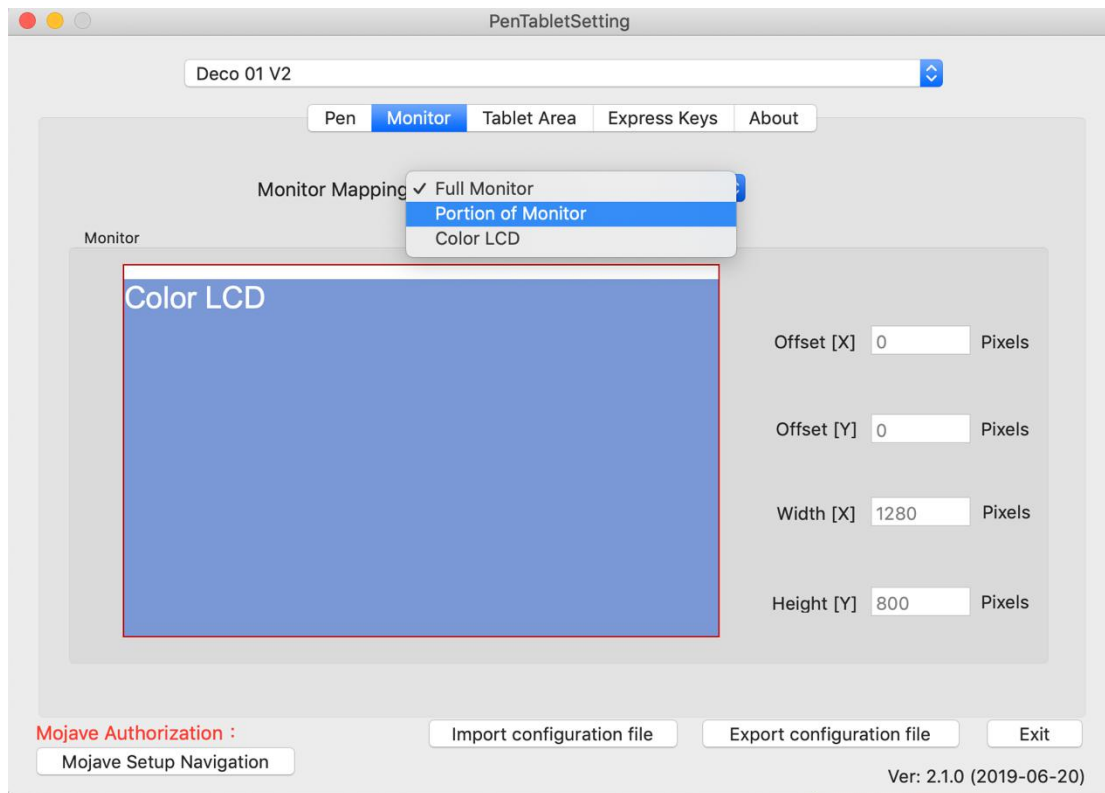 PenTabletSetting
Deco 01 V2
Pen Monitor Tablet Area Express Keys About
Monitor Mapping ✓ Full Monitor
Portion of Monitor
Color LCD
Monitor
Color LCD
Offset [X] 0 Pixels
Offset [Y] 0 Pixels
Width [X] 1280 Pixels
Height [Y] 800 Pixels
Mojave Authorization：
Import configuration file Export configuration file Exit
Mojave Setup Navigation
Ver: 2.1.0 (2019-06-20)